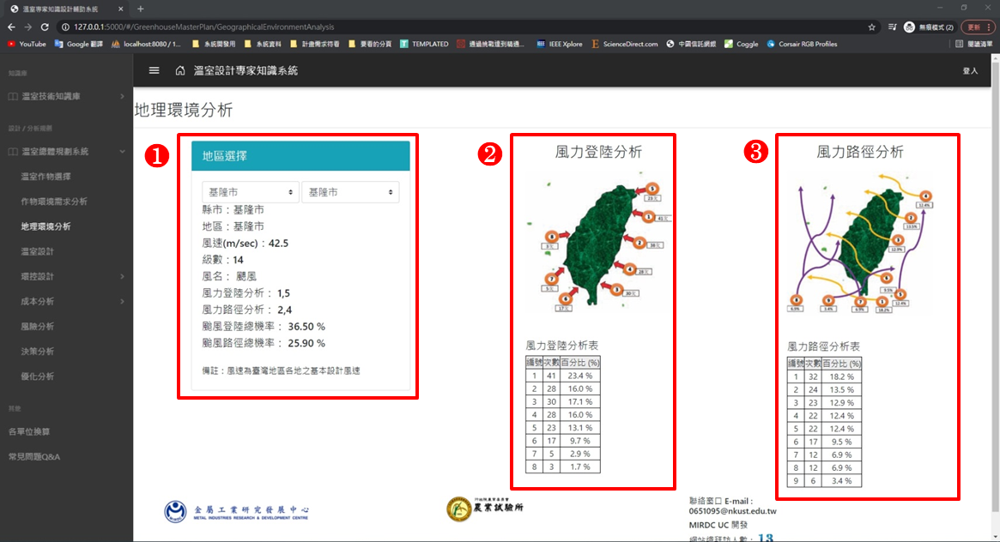 溫室專家知識設計輔助系統
127.0.0.1:5000/#/GreenhouseMasterPlan/GeographicalEnvironmentAnalysis
無痕模式 (2)
更新
YouTube
Google 翻譯
localhost:8080 / 1...
系統開發用
系統資料
計畫需求待看
要看的分頁
TEMPLATED
通過挑戰達到精通...
IEEE Xplore
ScienceDirect.com
中華信託網銀
Coggle
Corsair RGB Profiles
閱讀清單
知識庫
溫室技術知識庫
設計 / 分析規劃
溫室總體規劃系統
溫室作物選擇
作物環境需求分析
地理環境分析
溫室設計
環控設計
成本分析
風險分析
決策分析
優化分析
其他
各單位換算
常見問題Q&A
溫室設計專家知識系統
登入
地理環境分析
1
地區選擇
基隆市
基隆市
縣市：基隆市
地區：基隆市
風速(m/sec)：42.5
級數：14
風名： 颶風
風力登陸分析： 1,5
風力路徑分析： 2,4
颱風登陸總機率： 36.50 %
颱風路徑總機率： 25.90 %
備註：風速為臺灣地區各地之基本設計風速
2
風力登陸分析
5
23 次
1
41 次
8
3 次
2
28 次
4
28 次
7
5 次
3
30 次
6
17 次
風力登陸分析表
編號 次數 百分比 (%)
1 41 23.4 %
2 28 16.0 %
3 30 17.1 %
4 28 16.0 %
5 23 13.1 %
6 17 9.7 %
7 5 2.9 %
8 3 1.7 %
3
風力路徑分析
4
12.4%
2
13.5%
3
12.9%
6
9.5%
5
12.4%
8
6.9%
9
3.4%
7
6.9%
1
18.2%
風力路徑分析表
編號 次數 百分比 (%)
1 32 18.2 %
2 24 13.5 %
3 23 12.9 %
4 22 12.4 %
5 22 12.4 %
6 17 9.5 %
7 12 6.9 %
8 12 6.9 %
9 6 3.4 %
金屬工業研究發展中心
METAL INDUSTRIES RESEARCH & DEVELOPMENT CENTRE
行政院農業委員會
農業試驗所
聯絡窗口 E-mail :
0651095@nkust.edu.tw
MIRDC UC 開發
網站總拜訪人數： 13